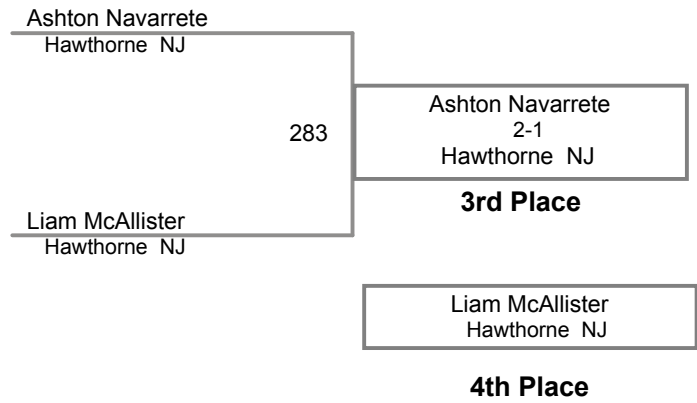 Ashton Navarrete
Hawthorne NJ
283
Ashton Navarrete
2-1
Hawthorne NJ
3rd Place
Liam McAllister
Hawthorne NJ
Liam McAllister
Hawthorne NJ
4th Place